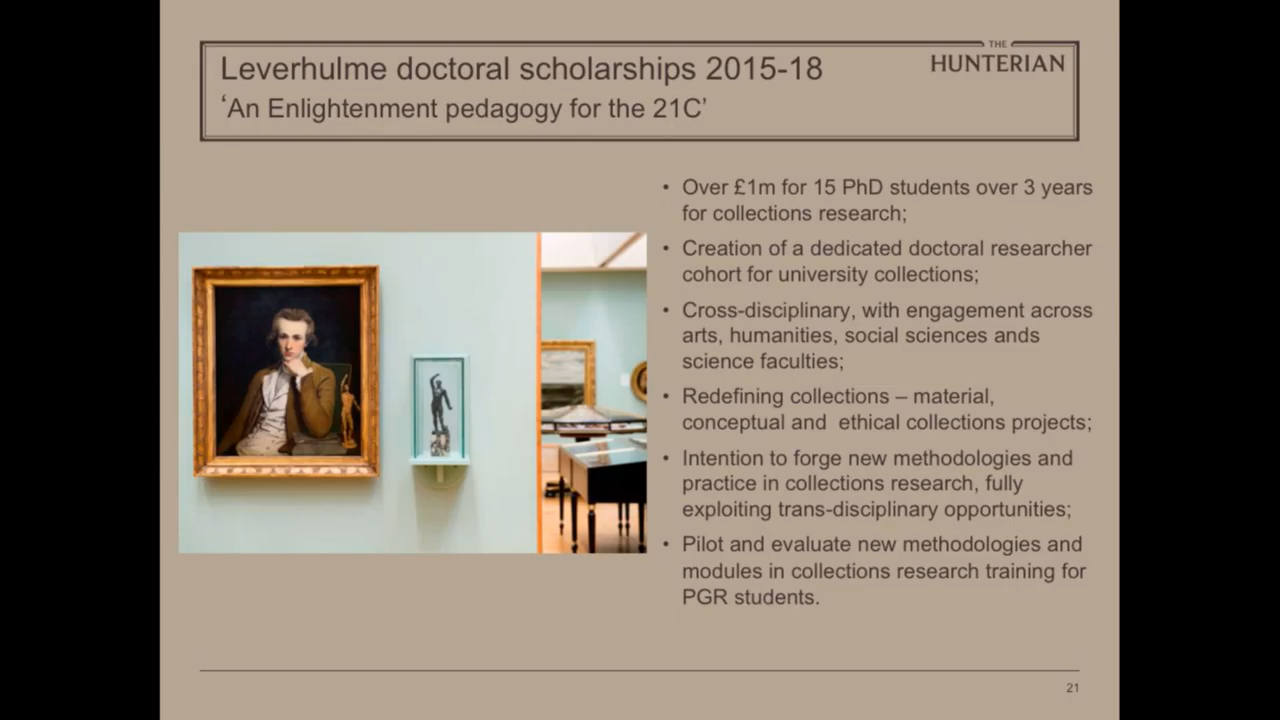 Leverhulme doctoral scholarships 2015-18
‘An Enlightenment pedagogy for the 21C’
THE
HUNTERIAN
• Over £1m for 15 PhD students over 3 years
for collections research;
• Creation of a dedicated doctoral researcher
cohort for university collections;
• Cross-disciplinary, with engagement across
arts, humanities, social sciences ands
science faculties;
• Redefining collections – material,
conceptual and  ethical collections projects;
• Intention to forge new methodologies and
practice in collections research, fully
exploiting trans-disciplinary opportunities;
• Pilot and evaluate new methodologies and
modules in collections research training for
PGR students.
21